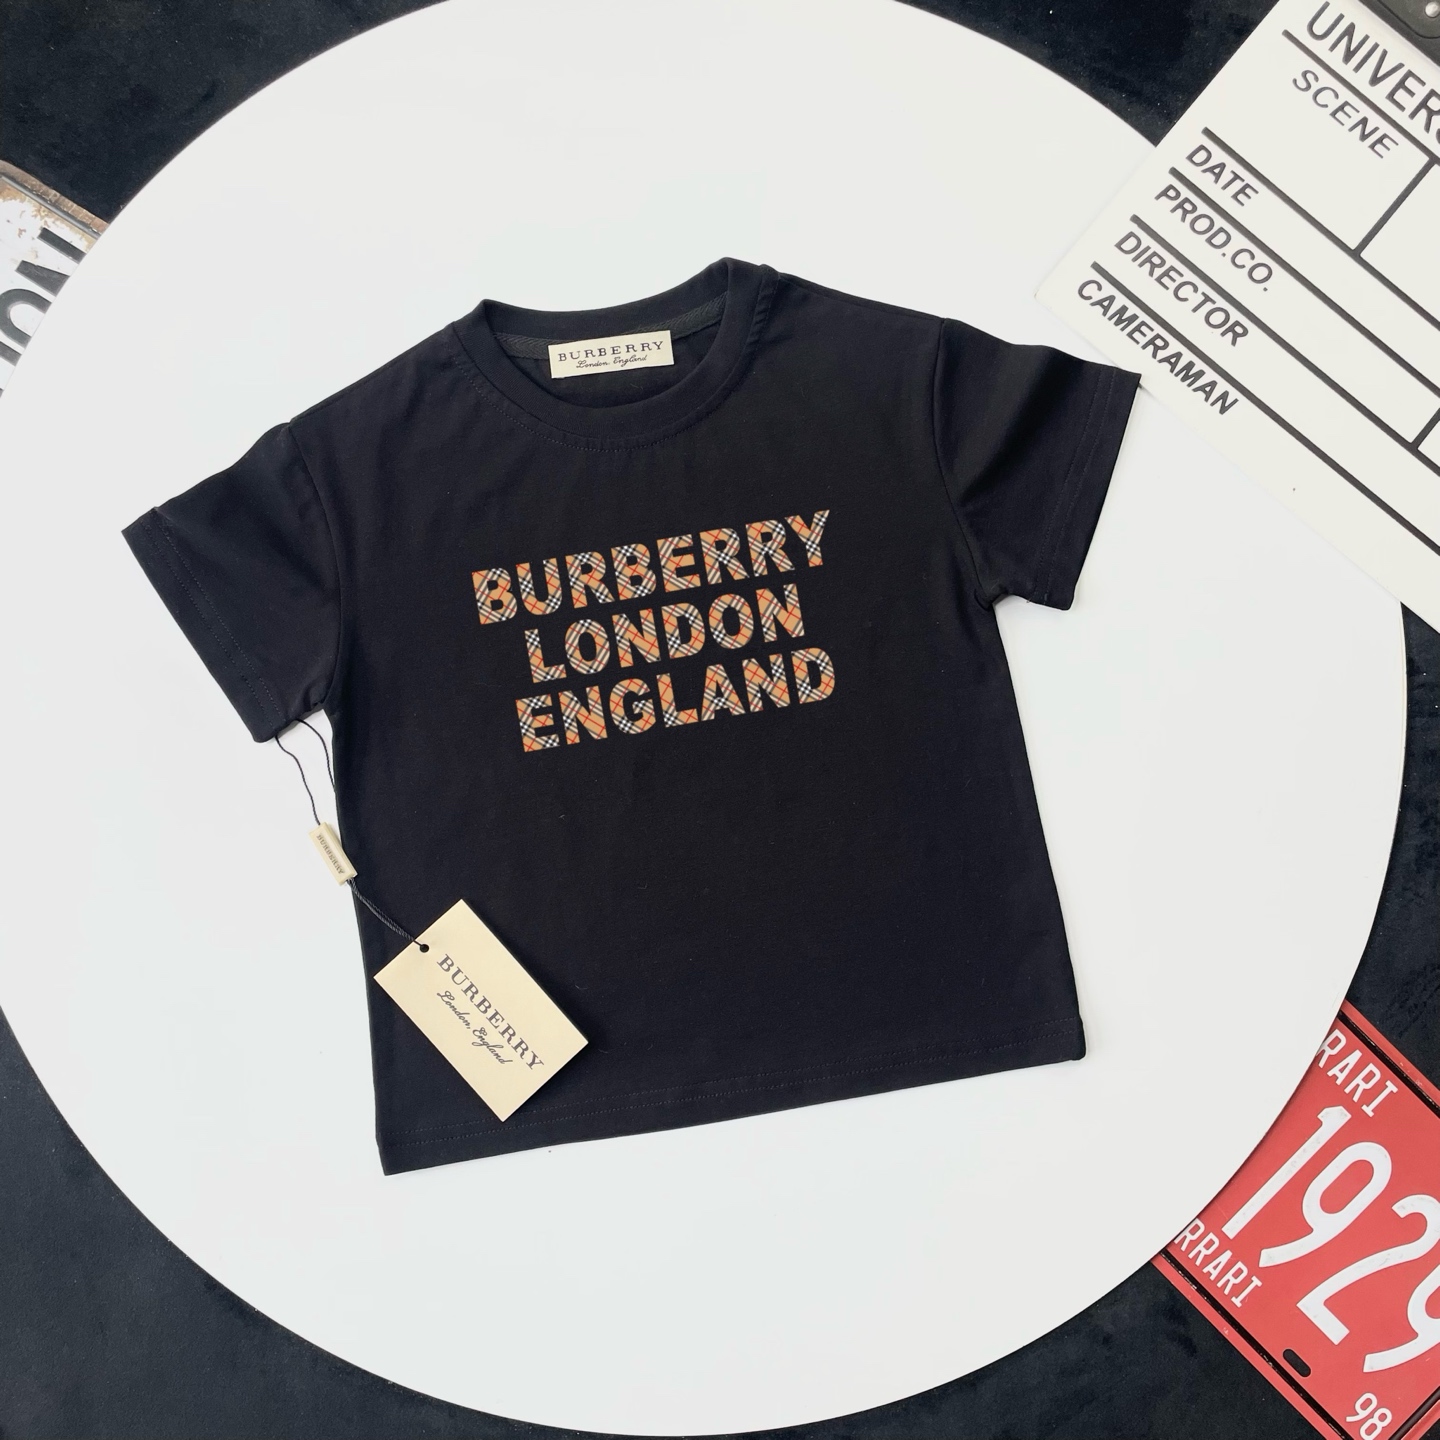 UNIVERS
SCENE
DATE
PROD.CO.
DIRECTOR
CAMERAMAN
BURBERRY
London, England
BURBERRY
LONDON
ENGLAND
BURBERRY
BURBERRY
London, England
RARI
1929
RRARI
98